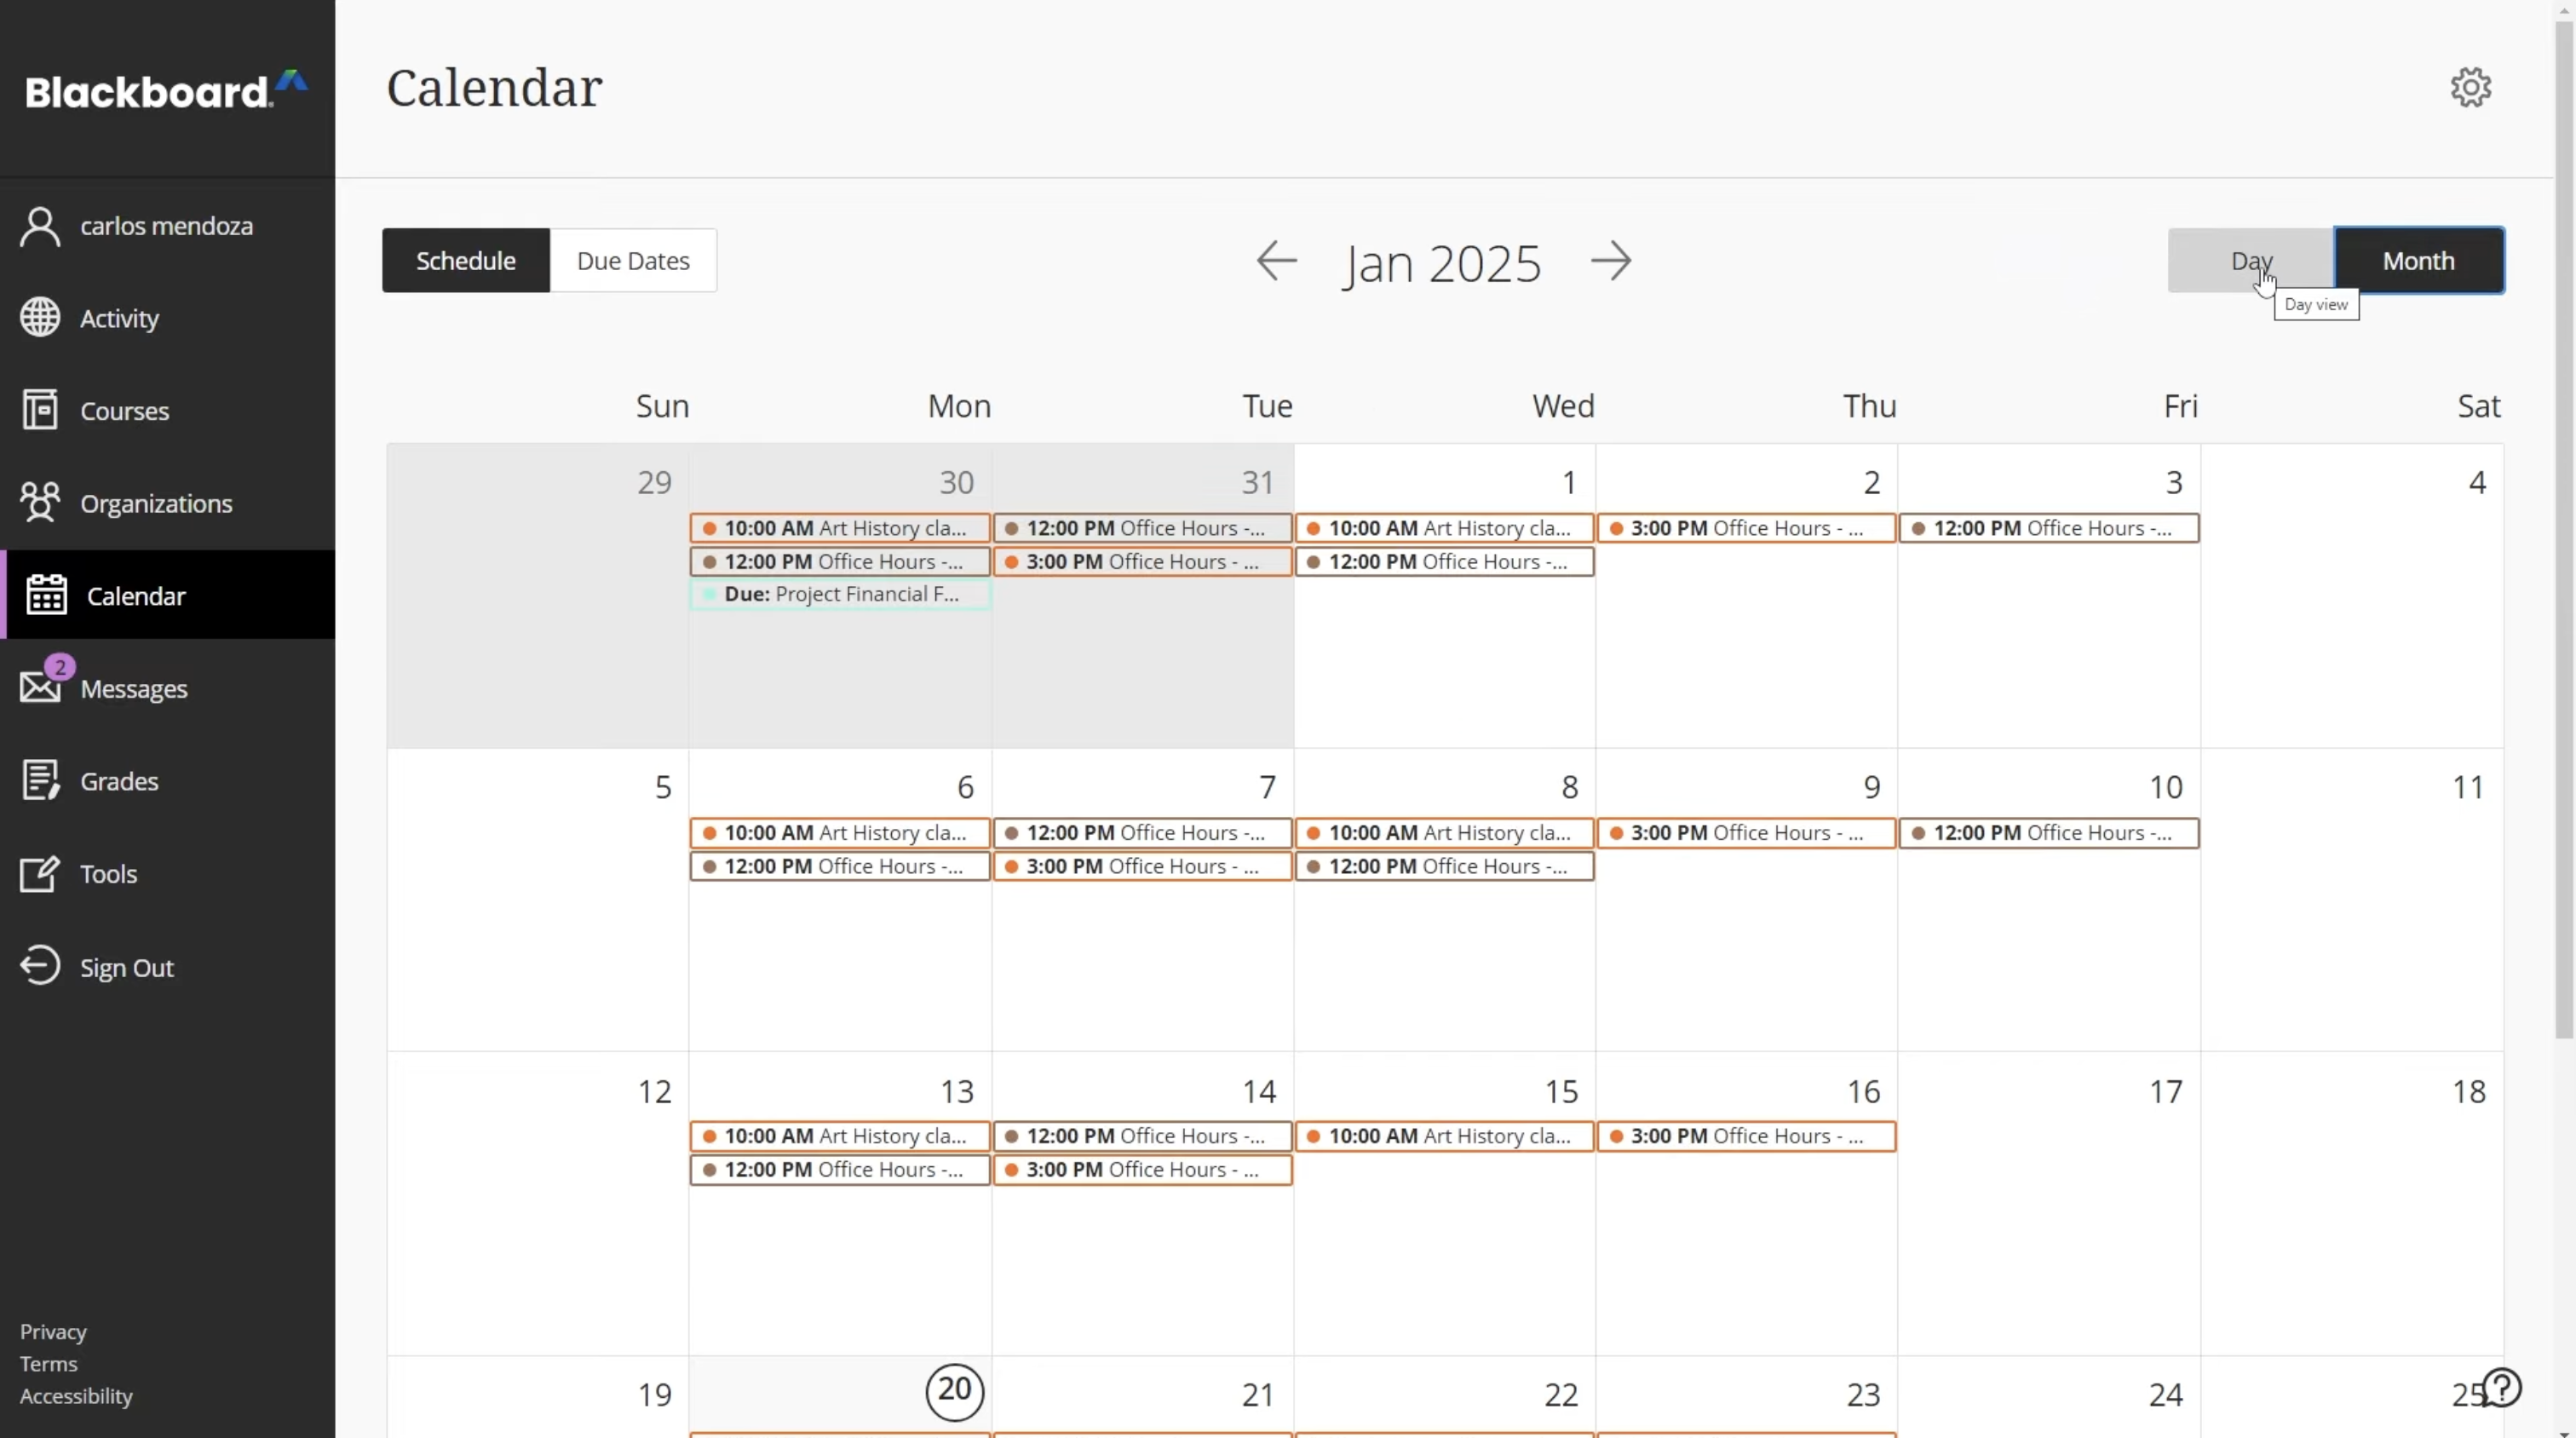 Blackboard
Calendar
carlos mendoza
Activity
Courses
Organizations
Calendar
2
Messages
Grades
Tools
Sign Out
Privacy
Terms
Accessibility
Schedule Due Dates
Jan 2025
Day Month
Day view
Sun Mon Tue Wed Thu Fri Sat
29 30 31 1 2 3 4
10:00 AM Art History cla... 12:00 PM Office Hours -... 10:00 AM Art History cla... 3:00 PM Office Hours - ... 12:00 PM Office Hours -...
12:00 PM Office Hours -... 3:00 PM Office Hours - ... 12:00 PM Office Hours -...
Due: Project Financial F...
5 6 7 8 9 10 11
10:00 AM Art History cla... 12:00 PM Office Hours -... 10:00 AM Art History cla... 3:00 PM Office Hours - ... 12:00 PM Office Hours -...
12:00 PM Office Hours -... 3:00 PM Office Hours - ... 12:00 PM Office Hours -...
12 13 14 15 16 17 18
10:00 AM Art History cla... 12:00 PM Office Hours -... 10:00 AM Art History cla... 3:00 PM Office Hours - ...
12:00 PM Office Hours -... 3:00 PM Office Hours - ...
19 20 21 22 23 24 25
?